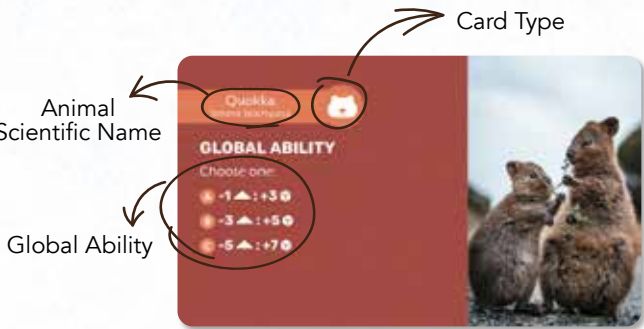 Card Type
Quokka
Animal
Scientific Name
GLOBAL ABILITY
Choose one:
A -1 : +3
B -3 : +5
C -5 : +7
Global Ability